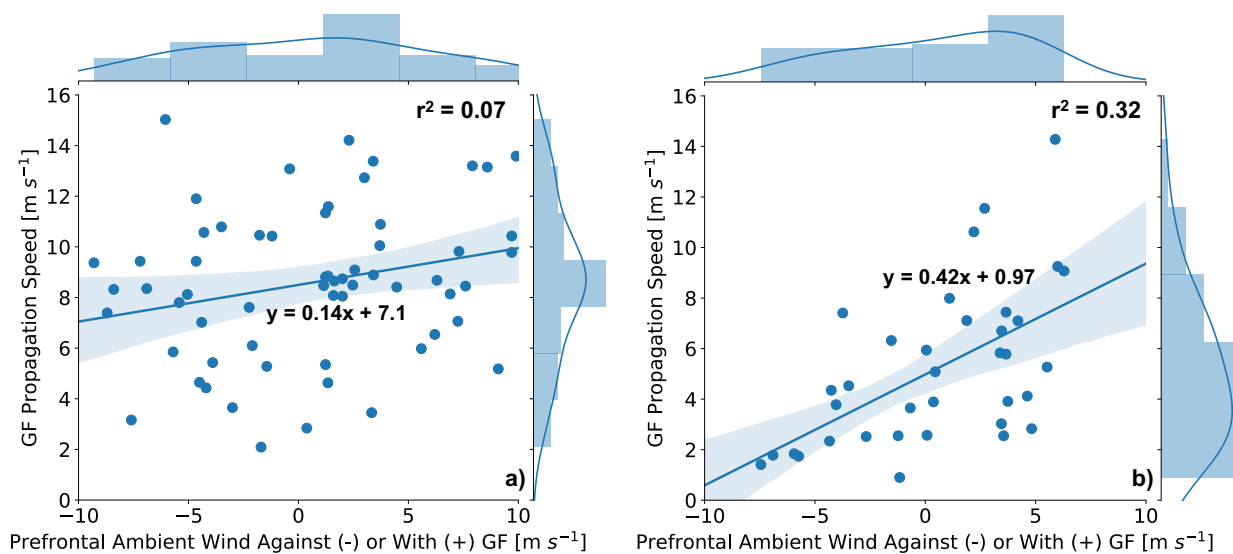 16
14
12
10
8
6
4
2
0
GF Propagation Speed [m s⁻¹]
r² = 0.07
y = 0.14x + 7.1
a)
−10
−5
0
5
10
Prefrontal Ambient Wind Against (-) or With (+) GF [m s⁻¹]
16
14
12
10
8
6
4
2
0
GF Propagation Speed [m s⁻¹]
r² = 0.32
y = 0.42x + 0.97
b)
−10
−5
0
5
10
Prefrontal Ambient Wind Against (-) or With (+) GF [m s⁻¹]